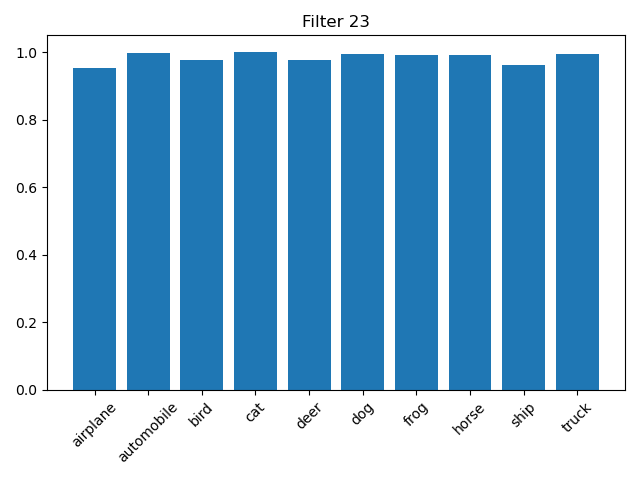 Filter 23
1.0
0.8
0.6
0.4
0.2
0.0
airplane
automobile
bird
cat
deer
dog
frog
horse
ship
truck